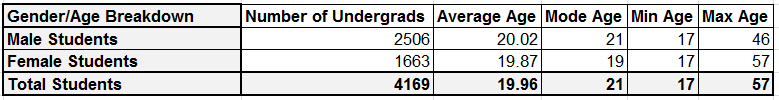 Gender/Age Breakdown Number of Undergrads Average Age Mode Age Min Age Max Age
Male Students 2506 20.02 21 17 46
Female Students 1663 19.87 19 17 57
Total Students 4169 19.96 21 17 57